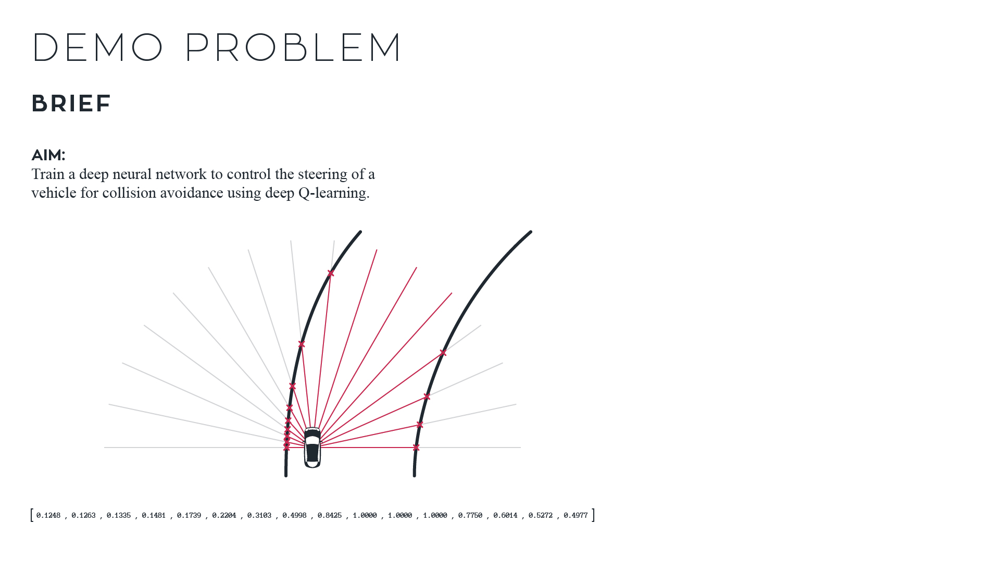 DEMO PROBLEM
BRIEF
AIM:
Train a deep neural network to control the steering of a
vehicle for collision avoidance using deep Q-learning.
[ 0.1248 , 0.1263 , 0.1335 , 0.1481 , 0.1739 , 0.2204 , 0.3103 , 0.4998 , 0.8425 , 1.0000 , 1.0000 , 1.0000 , 0.7750 , 0.6014 , 0.5272 , 0.4977 ]